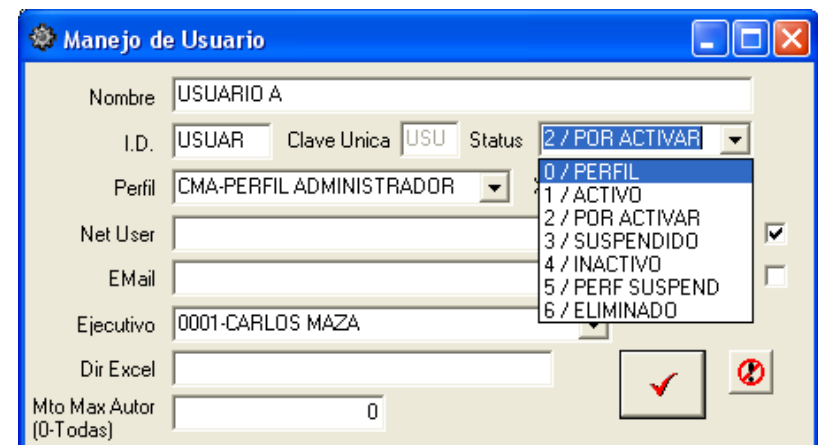 Manejo de Usuario
Nombre USUARIO A
I.D. USUAR Clave Unica USU Status 2 / POR ACTIVAR
0 / PERFIL
1 / ACTIVO
2 / POR ACTIVAR
3 / SUSPENDIDO
4 / INACTIVO
5 / PERF SUSPEND
6 / ELIMINADO
Perfil CMA-PERFIL ADMINISTRADOR
Net User
EMail
Ejecutivo 0001-CARLOS MAZA
Dir Excel
Mto Max Autor
(0-Todas) 0